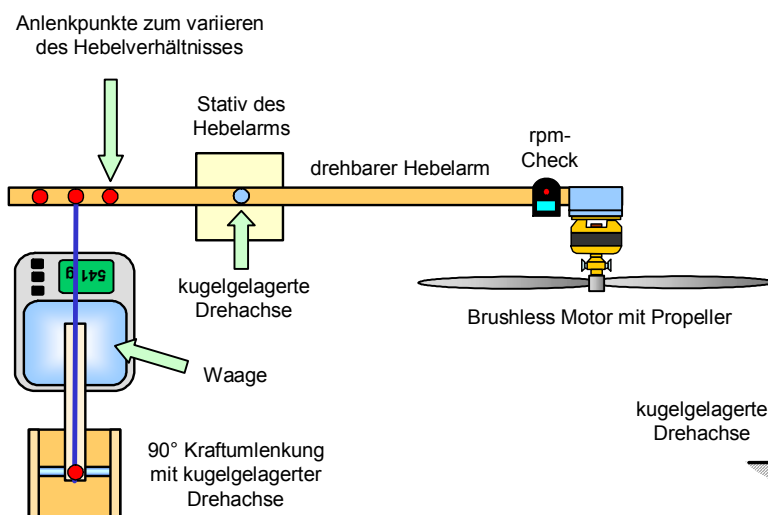 Anlenkpunkte zum variieren
des Hebelverhältnisses
Stativ des
Hebelarms
rpm-
Check
drehbarer Hebelarm
541 g
kugelgelagerte
Drehachse
Brushless Motor mit Propeller
Waage
kugelgelagerte
Drehachse
90° Kraftumlenkung
mit kugelgelagerter
Drehachse